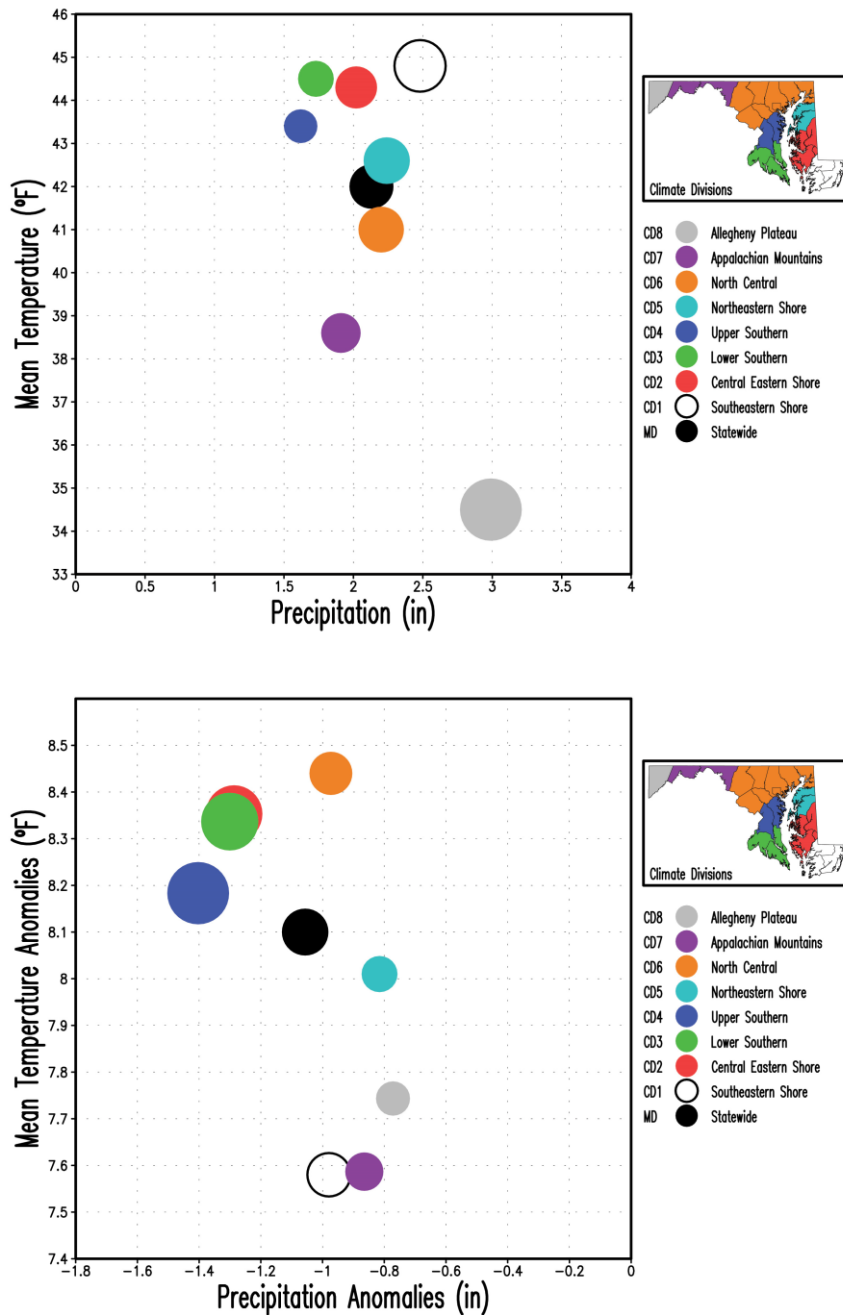 46
45
44
43
42
41
40
39
38
37
36
35
34
33
Mean Temperature (ºF)
0
0.5
1
1.5
2
2.5
3
3.5
4
Precipitation (in)
Climate Divisions
CD8 Allegheny Plateau
CD7 Appalachian Mountains
CD6 North Central
CD5 Northeastern Shore
CD4 Upper Southern
CD3 Lower Southern
CD2 Central Eastern Shore
CD1 Southeastern Shore
MD Statewide
8.5
8.4
8.3
8.2
8.1
8
7.9
7.8
7.7
7.6
7.5
7.4
Mean Temperature Anomalies (ºF)
−1.8
−1.6
−1.4
−1.2
−1
−0.8
−0.6
−0.4
−0.2
0
Precipitation Anomalies (in)
Climate Divisions
CD8 Allegheny Plateau
CD7 Appalachian Mountains
CD6 North Central
CD5 Northeastern Shore
CD4 Upper Southern
CD3 Lower Southern
CD2 Central Eastern Shore
CD1 Southeastern Shore
MD Statewide